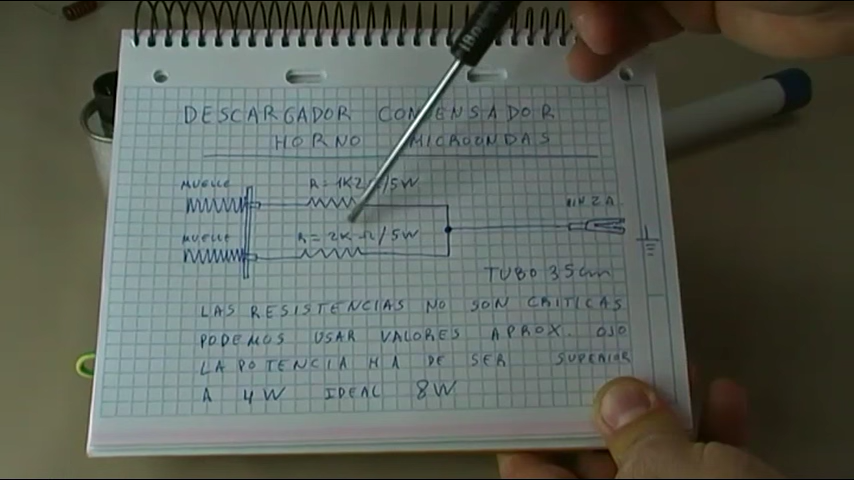 DESCARGADOR CONDENSADOR
HORNO MICROONDAS
MUELLE
R = 1K2 Ω/5W
PINZA
MUELLE
R = 2K Ω/5W
TUBO 35cm
LAS RESISTENCIAS NO SON CRITICAS
PODEMOS USAR VALORES APROX. OJO
LA POTENCIA HA DE SER SUPERIOR
A 4W IDEAL 8W